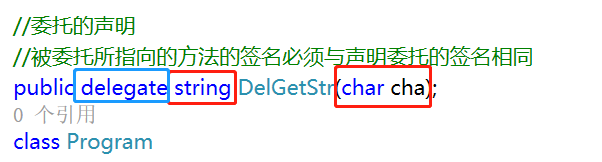 //委托的声明
//被委托所指向的方法的签名必须与声明委托的签名相同
public delegate string DelGetStr(char cha);
0 个引用
class Program